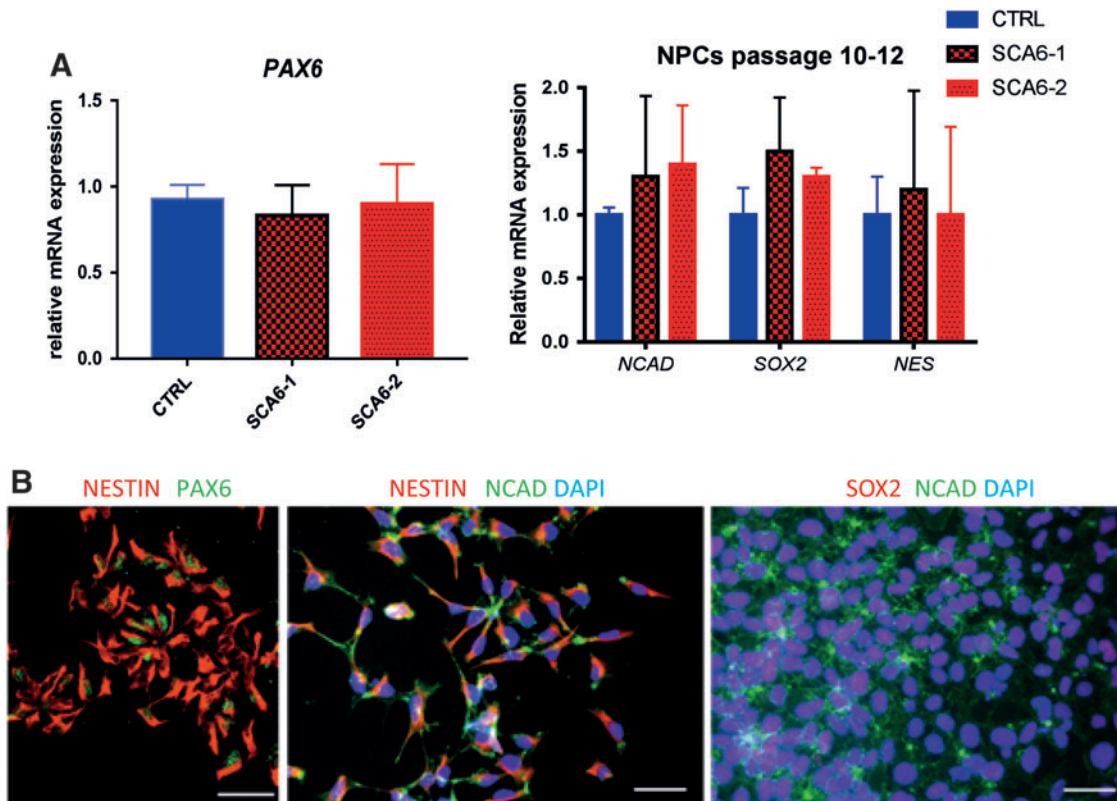 A
PAX6
relative mRNA expression
1.5
1.0
0.5
0.0
CTRL
SCA6-1
SCA6-2
NPCs passage 10-12
CTRL
SCA6-1
SCA6-2
Relative mRNA expression
2.0
1.5
1.0
0.5
0.0
NCAD SOX2 NES
B
NESTIN PAX6
NESTIN NCAD DAPI
SOX2 NCAD DAPI